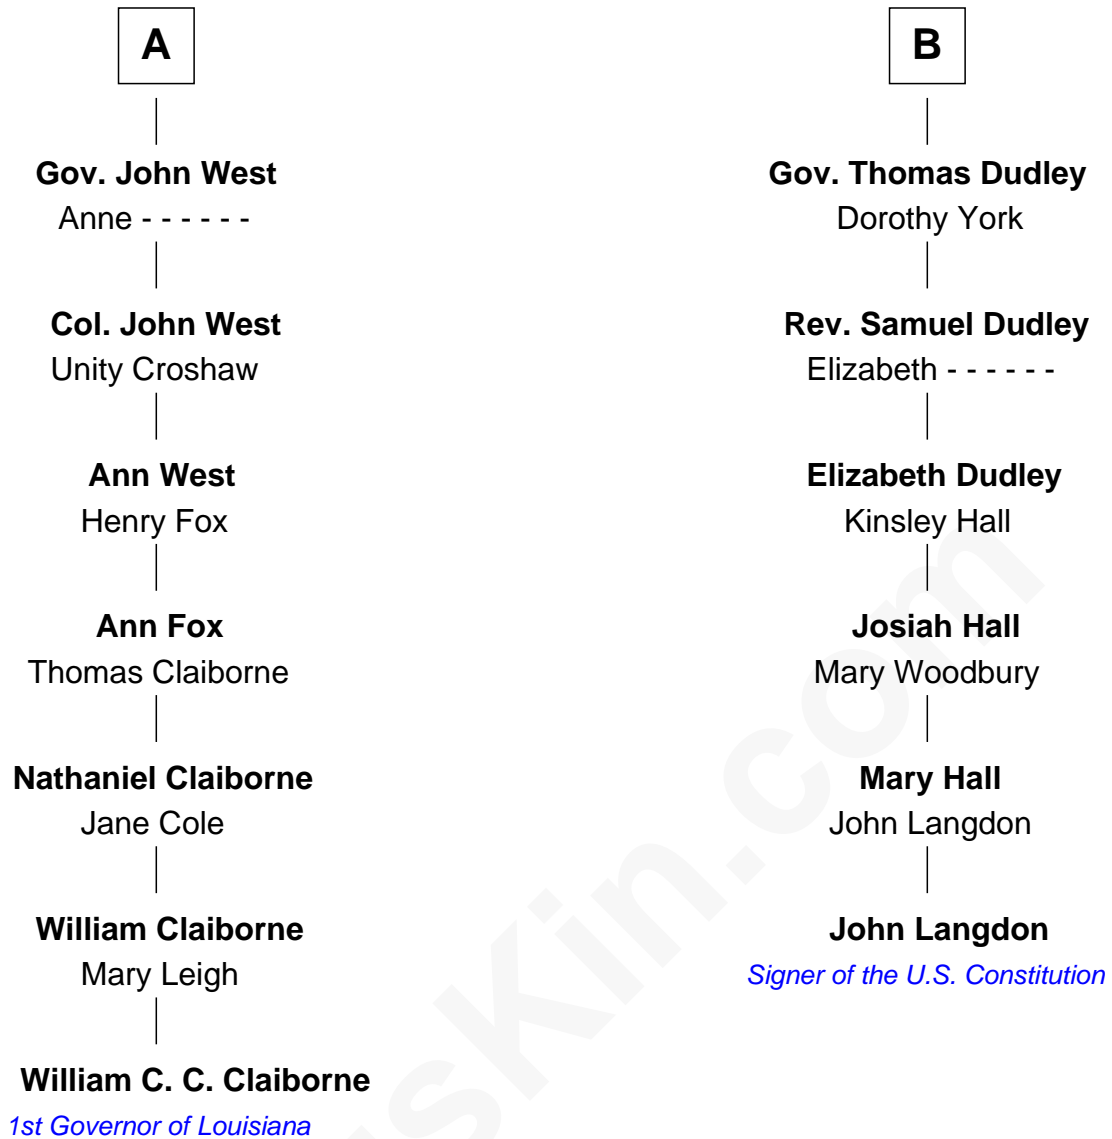 A
Gov. John West
Anne - - - - - -
Col. John West
Unity Croshaw
Ann West
Henry Fox
Ann Fox
Thomas Claiborne
Nathaniel Claiborne
Jane Cole
William Claiborne
Mary Leigh
William C. C. Claiborne
1st Governor of Louisiana
B
Gov. Thomas Dudley
Dorothy York
Rev. Samuel Dudley
Elizabeth - - - - - -
Elizabeth Dudley
Kinsley Hall
Josiah Hall
Mary Woodbury
Mary Hall
John Langdon
John Langdon
Signer of the U.S. Constitution